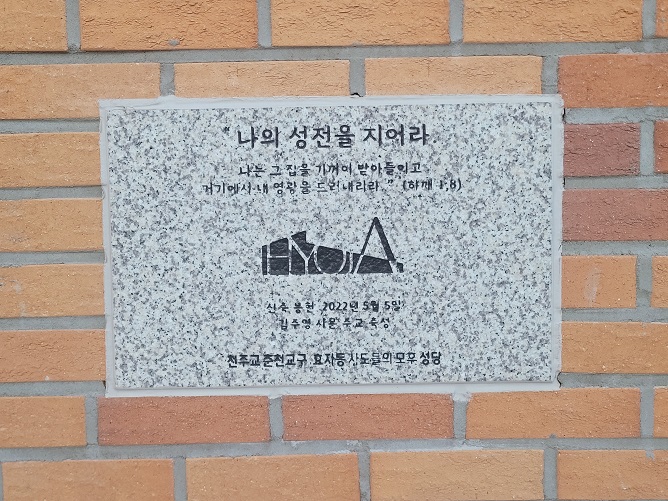 “나의 성전을 지어라.
나는 그 집을 기꺼이 받아들이고
거기에서 내 영광을 드러내리라.” (하깨 1,8)
HYOJA
신축 봉헌 2022년 5월 5일
김주영 시몬 주교 축성
천주교 춘천교구 효자동 사도들의 모후 성당